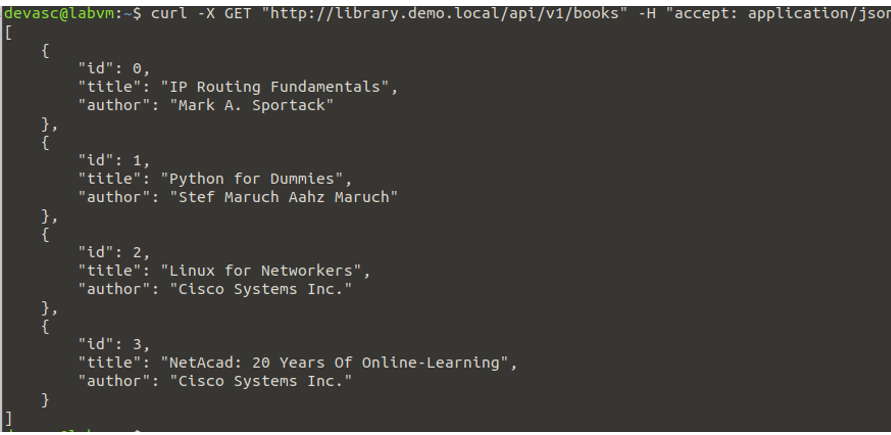 devasc@labvm:~$ curl -X GET "http://library.demo.local/api/v1/books" -H "accept: application/json
[
    {
        "id": 0,
        "title": "IP Routing Fundamentals",
        "author": "Mark A. Sportack"
    },
    {
        "id": 1,
        "title": "Python for Dummies",
        "author": "Stef Maruch Aahz Maruch"
    },
    {
        "id": 2,
        "title": "Linux for Networkers",
        "author": "Cisco Systems Inc."
    },
    {
        "id": 3,
        "title": "NetAcad: 20 Years Of Online-Learning",
        "author": "Cisco Systems Inc."
    }
]